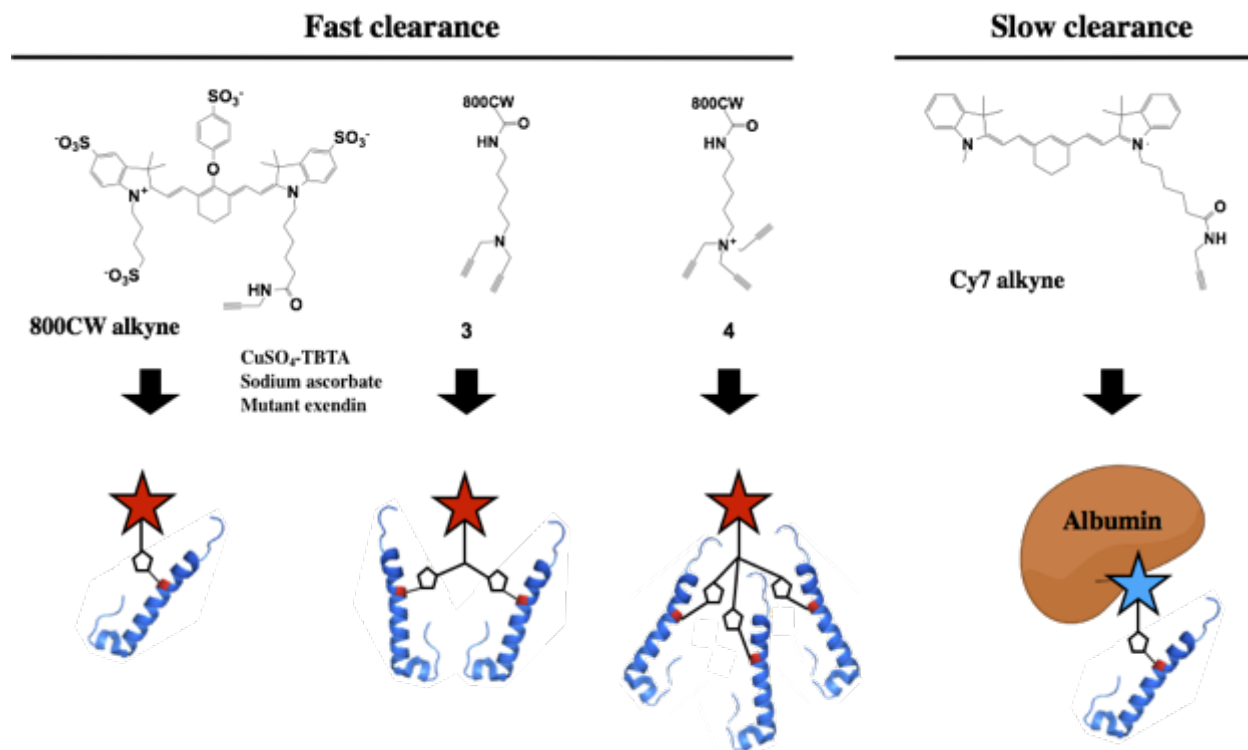 Fast clearance
Slow clearance
SO₃⁻
⁻O₃S
SO₃⁻
O
N⁺
N
⁻O₃S
HN
O
800CW alkyne
800CW
O
HN
N
3
800CW
O
HN
N⁺
4
N
N
O
NH
Cy7 alkyne
CuSO₄-TBTA
Sodium ascorbate
Mutant exendin
Albumin